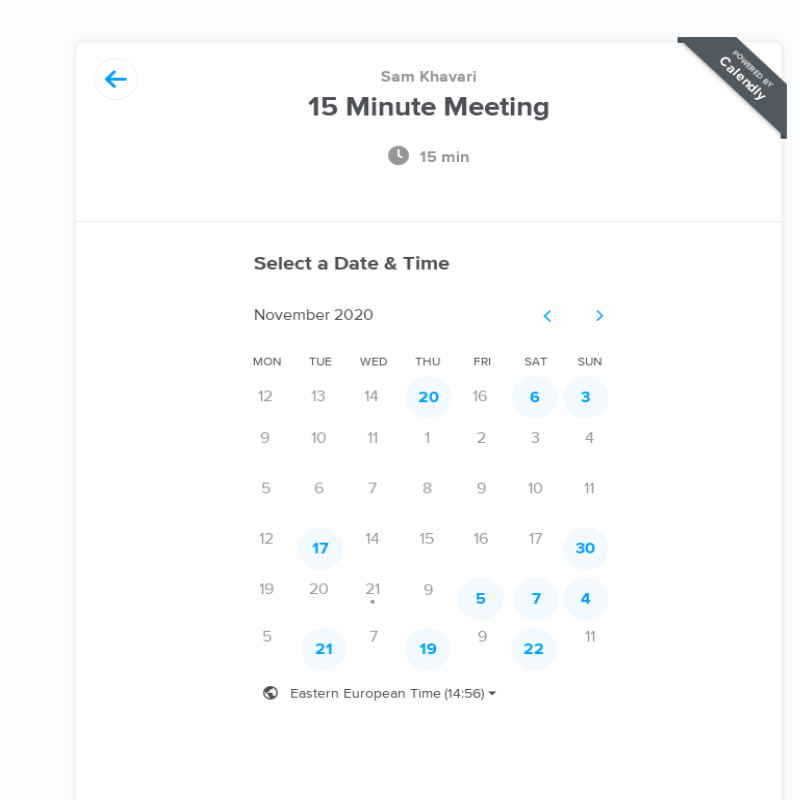 POWERED BY
Calendly
Sam Khavari
15 Minute Meeting
15 min
Select a Date & Time
November 2020
MON TUE WED THU FRI SAT SUN
12 13 14 20 16 6 3
9 10 11 1 2 3 4
5 6 7 8 9 10 11
12 17 14 15 16 17 30
19 20 21 9 5 7 4
5 21 7 19 9 22 11
Eastern European Time (14:56)